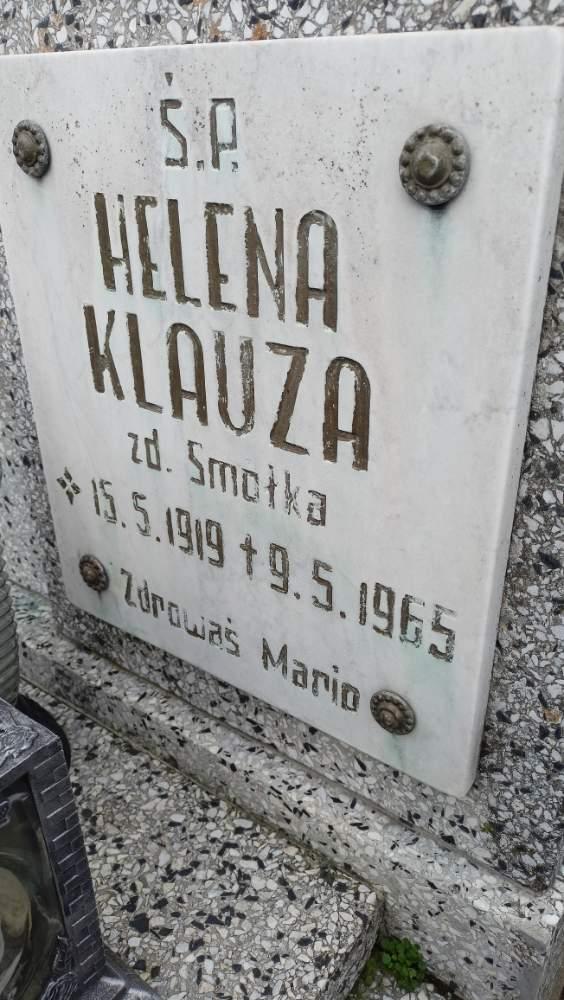 Ś.P.
HELENA
KLAUZA
zd. Smołka
* 15.5.1919 † 9.5.1965
Zdrowaś Mario